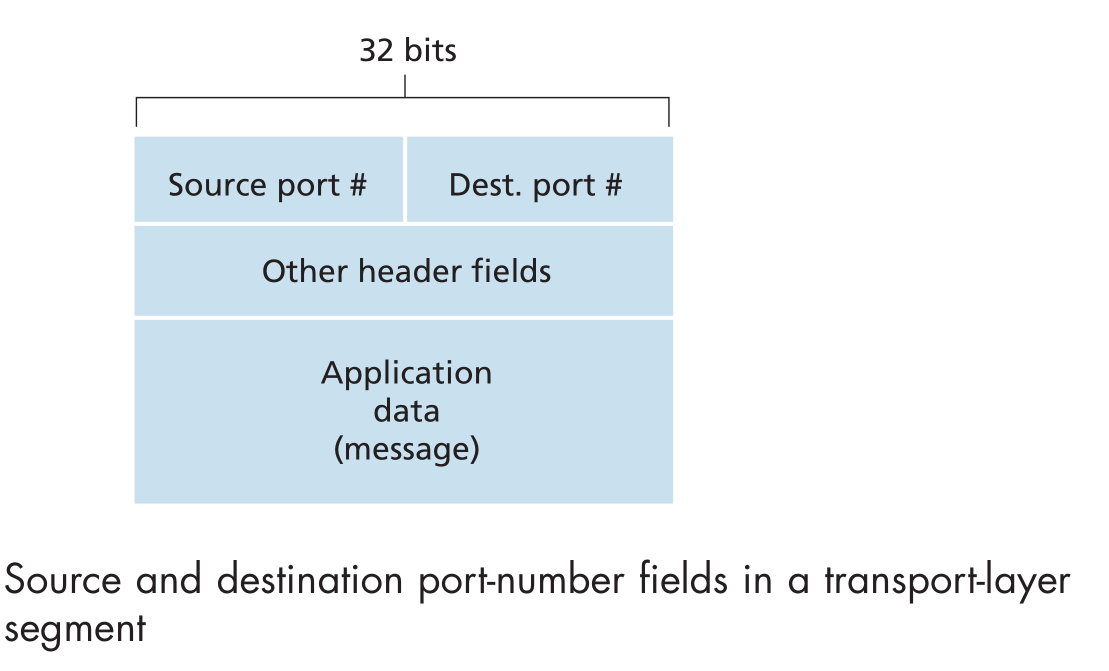 32 bits
Source port #
Dest. port #
Other header fields
Application
data
(message)
Source and destination port-number fields in a transport-layer
segment